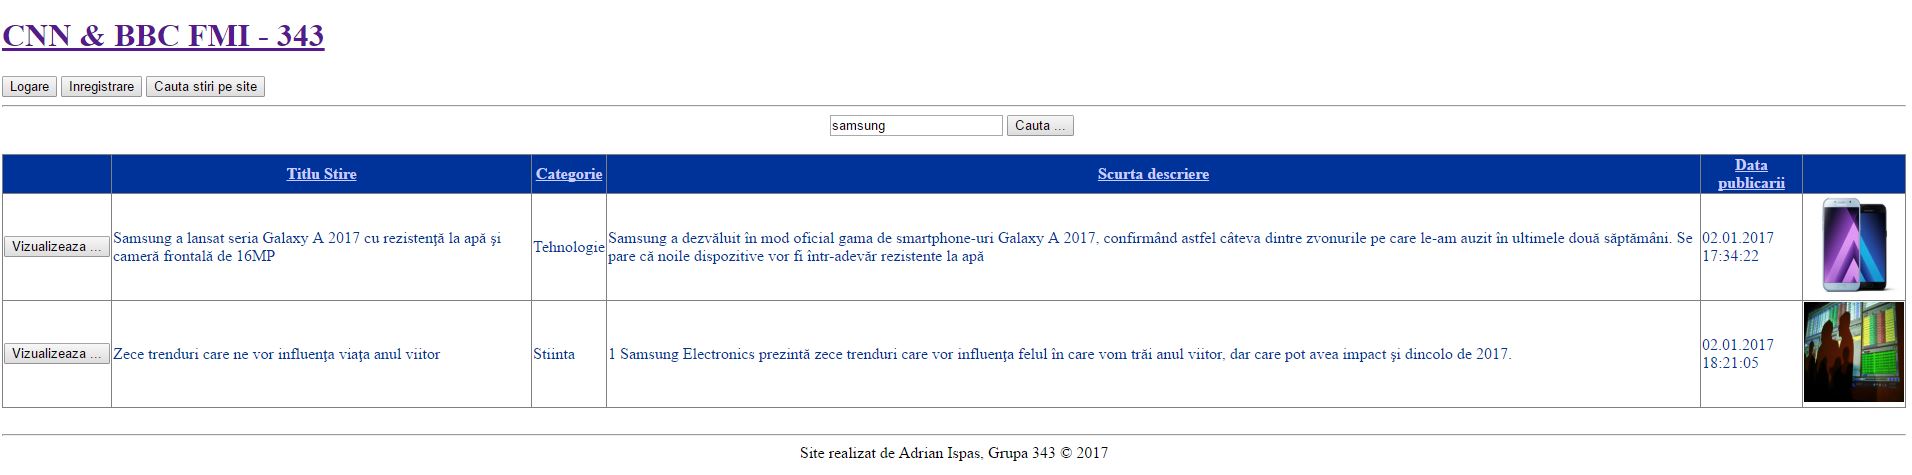 CNN & BBC FMI - 343
Logare Inregistrare Cauta stiri pe site
samsung Cauta ...
Titlu Stire Categorie Scurta descriere Data publicarii
Vizualizeaza ...
Samsung a lansat seria Galaxy A 2017 cu rezistenţă la apă şi
cameră frontală de 16MP
Tehnologie
Samsung a dezvăluit în mod oficial gama de smartphone-uri Galaxy A 2017, confirmând astfel câteva dintre zvonurile pe care le-am auzit în ultimele două săptămâni. Se
pare că noile dispozitive vor fi într-adevăr rezistente la apă
02.01.2017
17:34:22
Vizualizeaza ...
Zece trenduri care ne vor influenţa viaţa anul viitor
Stiinta
1 Samsung Electronics prezintă zece trenduri care vor influenţa felul în care vom trăi anul viitor, dar care pot avea impact şi dincolo de 2017.
02.01.2017
18:21:05
Site realizat de Adrian Ispas, Grupa 343 © 2017